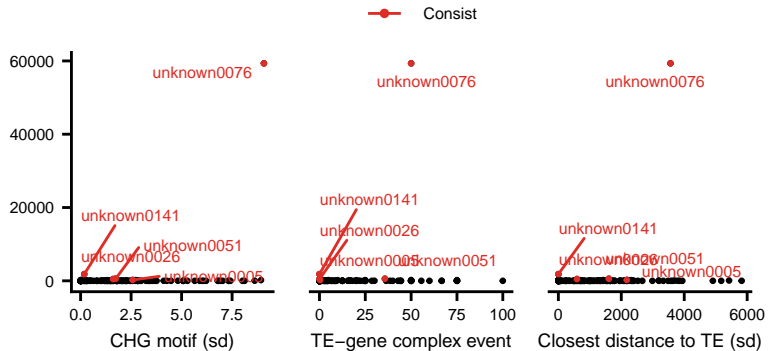 Consist
60000
40000
20000
0
unknown0076
unknown0141
unknown0051
unknown0026
unknown0005
0.0 2.5 5.0 7.5
CHG motif (sd)
unknown0076
unknown0141
unknown0026
unknown0005
unknown0051
0 25 50 75 100
TE−gene complex event
unknown0076
unknown0141
unknown0026
unknown0051
unknown0005
0 2000 4000 6000
Closest distance to TE (sd)